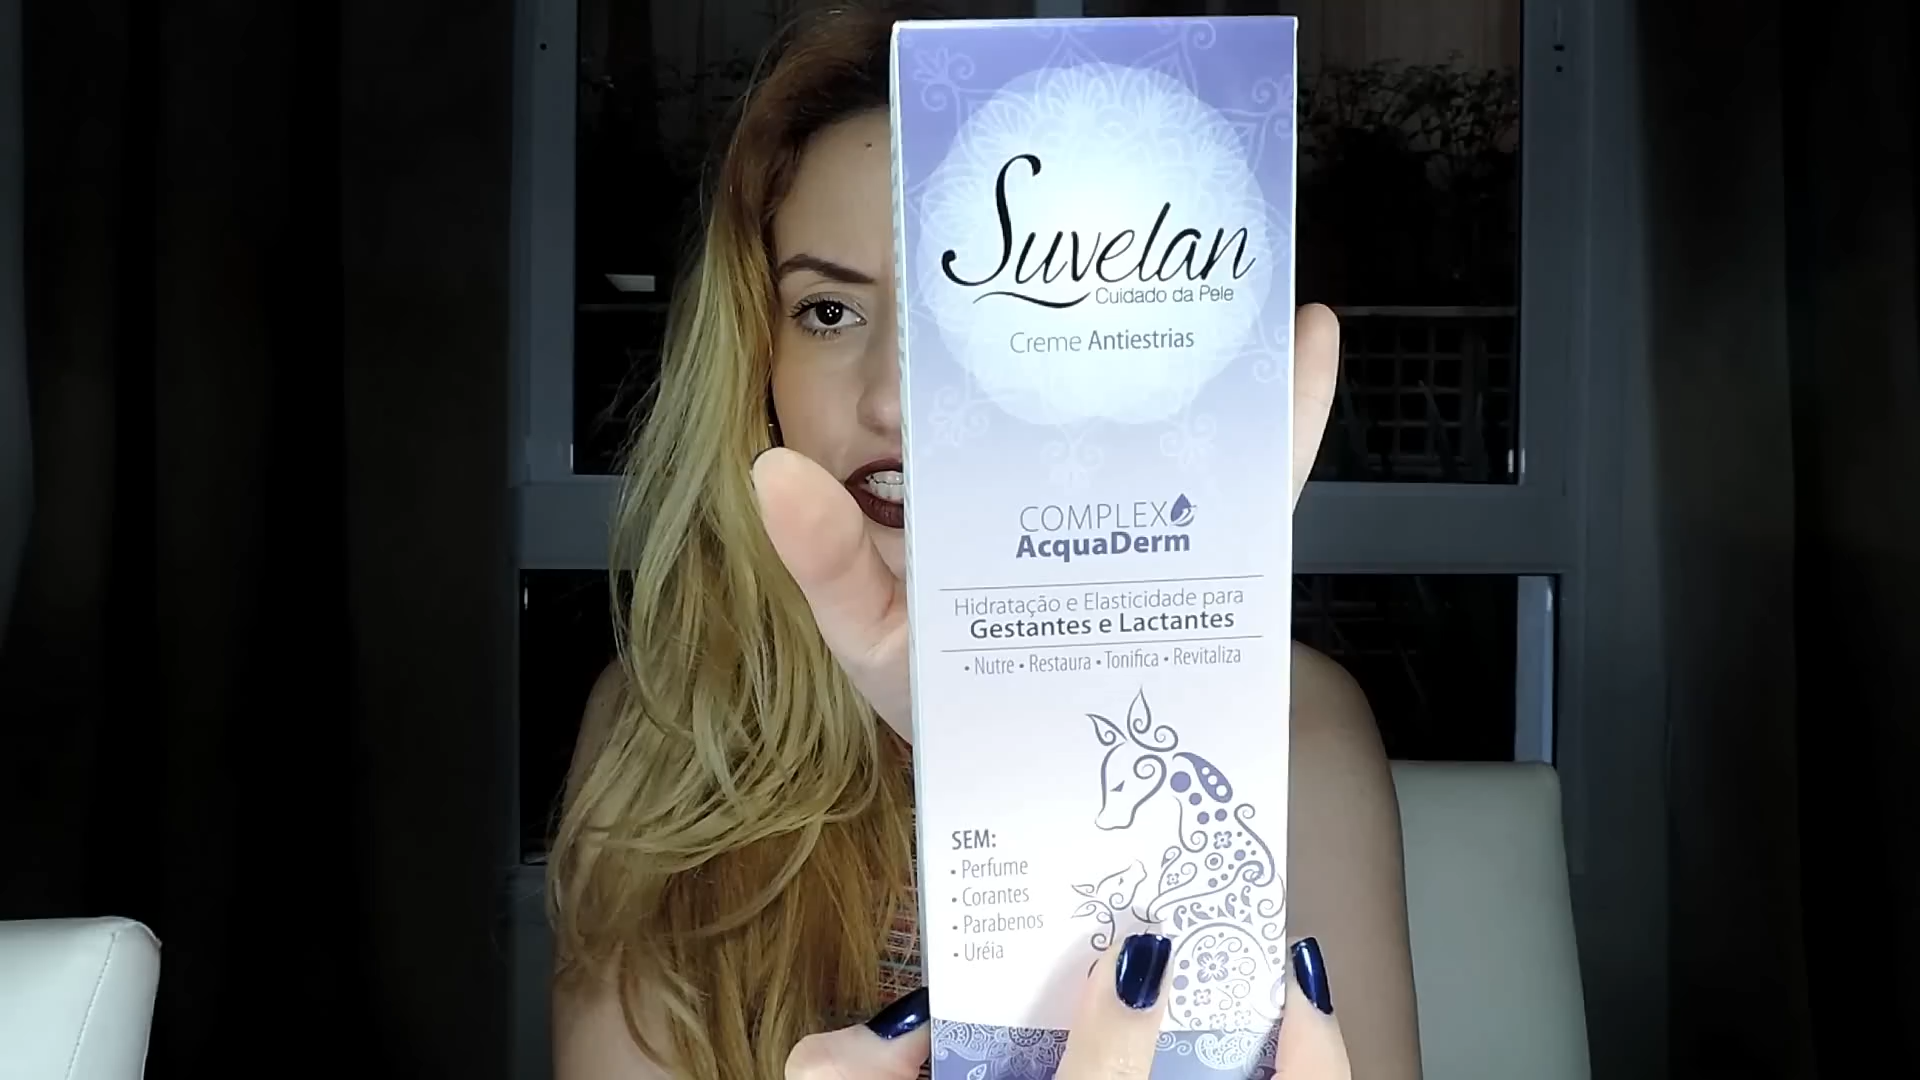 Suvelan
Cuidado da Pele
Creme Antiestrias
COMPLEX
AcquaDerm
Hidratação e Elasticidade para
Gestantes e Lactantes
• Nutre • Restaura • Tonifica • Revitaliza
SEM:
• Perfume
• Corantes
• Parabenos
• Uréia